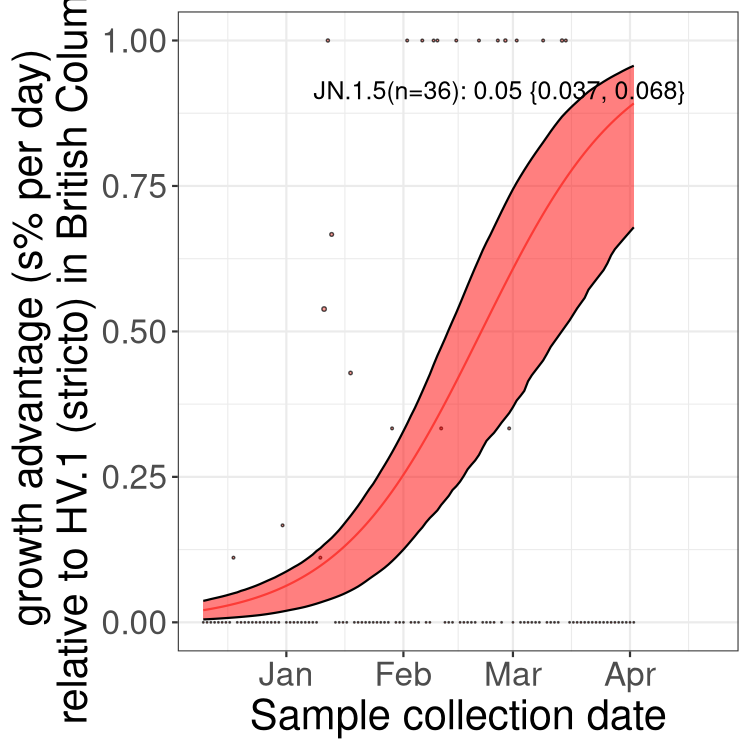 growth advantage (s% per day)
relative to HV.1 (stricto) in British Colum
1.00
0.75
0.50
0.25
0.00
JN.1.5(n=36): 0.05 {0.037, 0.068}
Jan Feb Mar Apr
Sample collection date